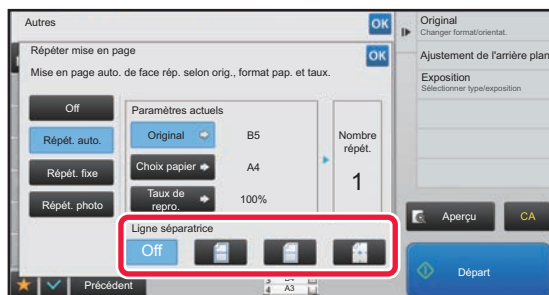 Autres
OK
Répéter mise en page
OK
Mise en page auto. de face rép. selon orig., format pap. et taux.
Off
Répét. auto.
Répét. fixe
Répét. photo
Paramètres actuels
Original
B5
Choix papier
A4
Taux de
repro.
100%
Nombre
répét.
1
Ligne séparatrice
Off
Précédent
4 A3
Original
Changer format/orientat.
Ajustement de l'arrière plan
Exposition
Sélectionner type/exposition
Aperçu
CA
Départ